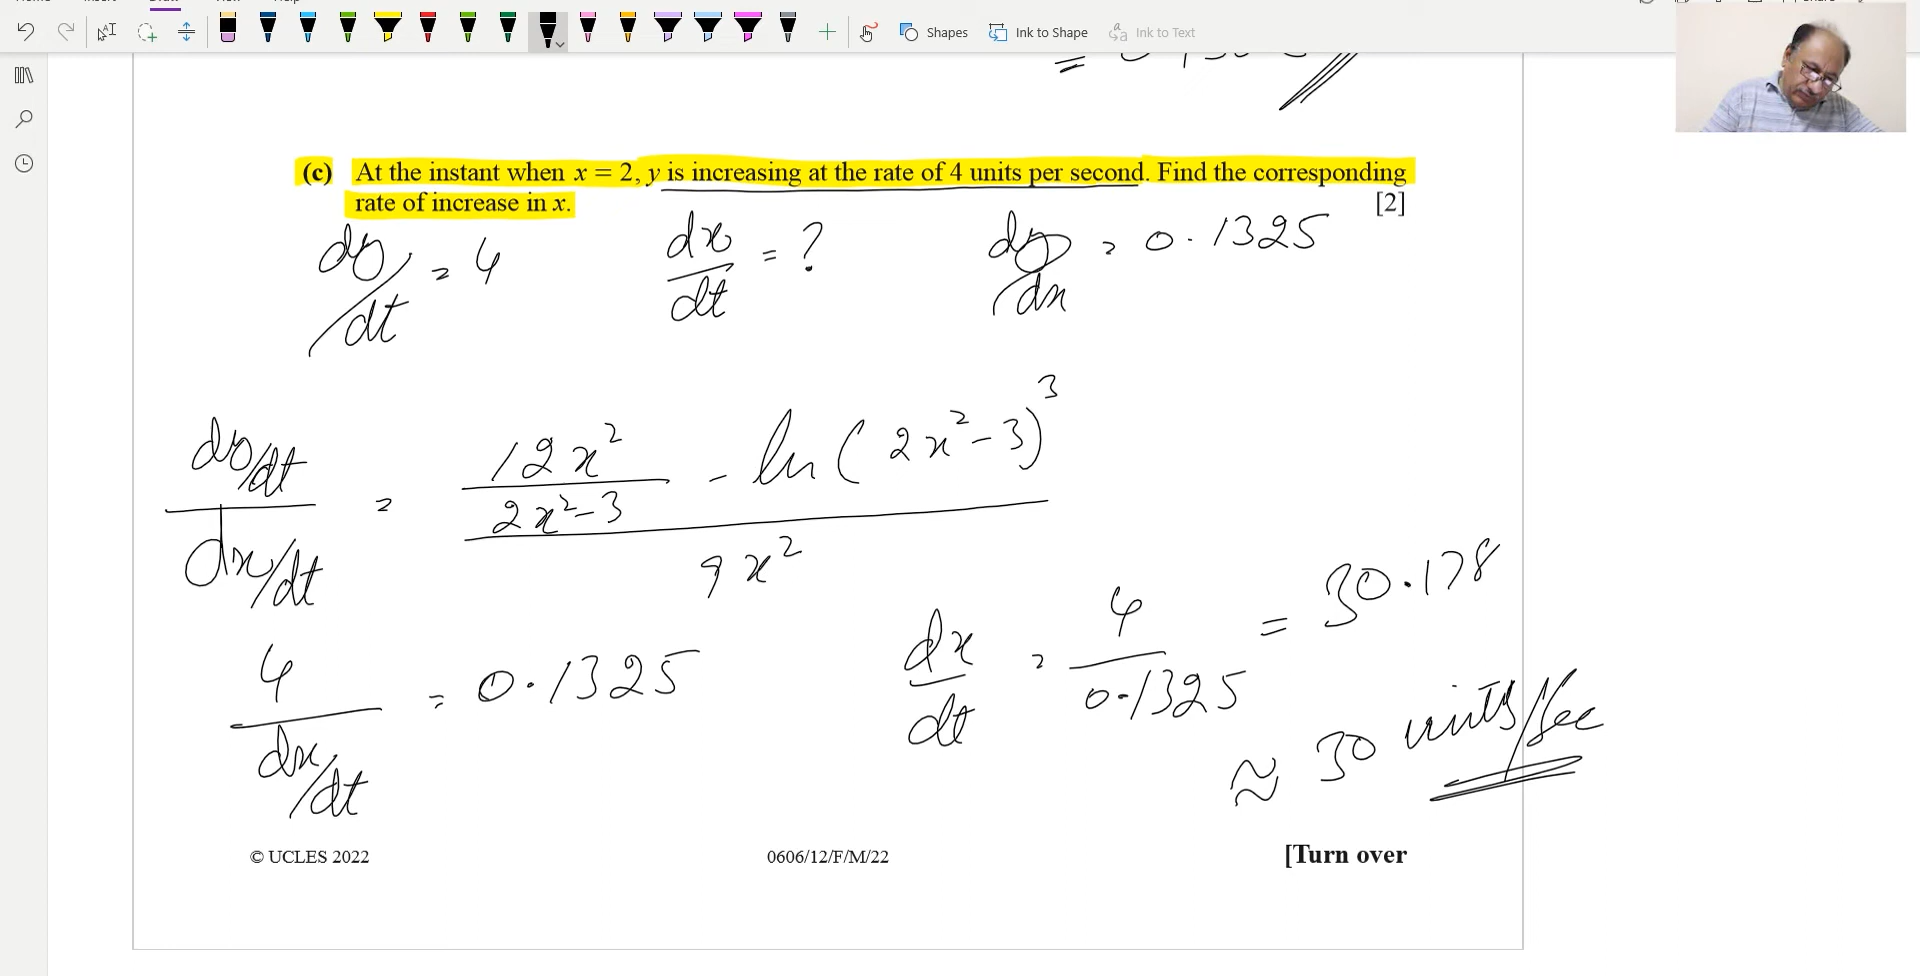 Shapes Ink to Shape Ink to Text
(c) At the instant when x = 2, y is increasing at the rate of 4 units per second. Find the corresponding
rate of increase in x. [2]
dy/dt = 4 dx/dt = ? dy/dx = 0.1325
(dy/dt)/(dx/dt) = (12x²/(2x²-3) - ln(2x²-3)³)/9x²
4/(dx/dt) = 0.1325
dx/dt = 4/0.1325 = 30.178
≈ 30 units/sec
© UCLES 2022 0606/12/F/M/22 [Turn over